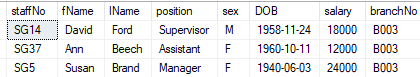 staffNo fName lName position sex DOB salary branchNo
SG14 David Ford Supervisor M 1958-11-24 18000 B003
SG37 Ann Beech Assistant F 1960-10-11 12000 B003
SG5 Susan Brand Manager F 1940-06-03 24000 B003